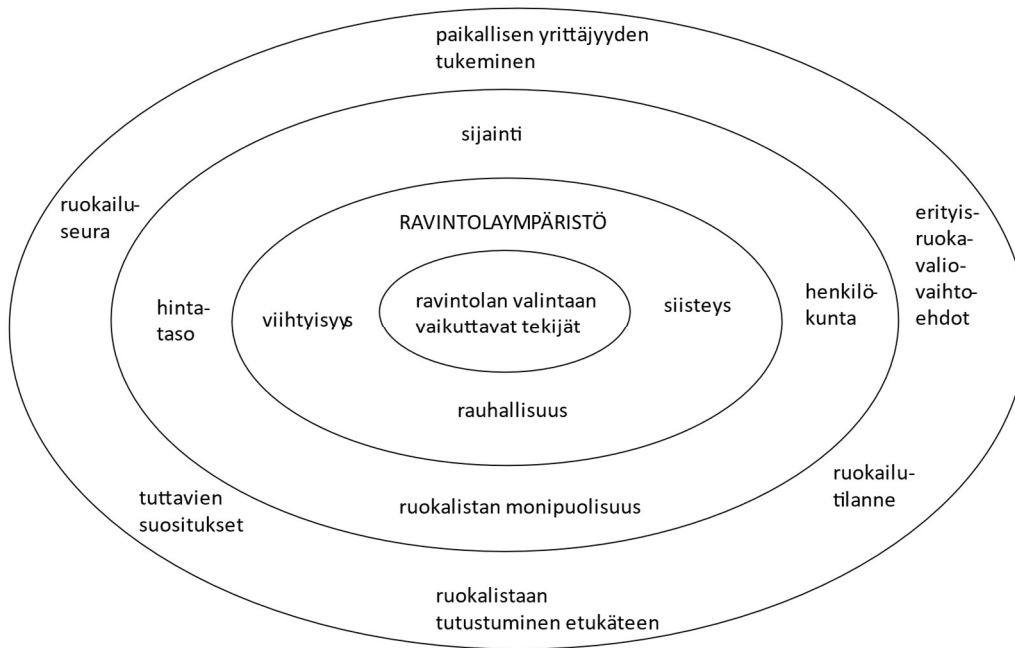 paikallisen yrittäjyyden
tukeminen
sijainti
ruokailu-
seura
RAVINTOLAYMPÄRISTÖ
erityis-
ruoka-
valio-
vaihto-
ehdot
hinta-
taso
viihtyisyys
ravintolan valintaan
vaikuttavat tekijät
siisteys
henkilö-
kunta
rauhallisuus
ruokailu-
tilanne
tuttavien
suositukset
ruokalistan monipuolisuus
ruokalistaan
tutustuminen etukäteen